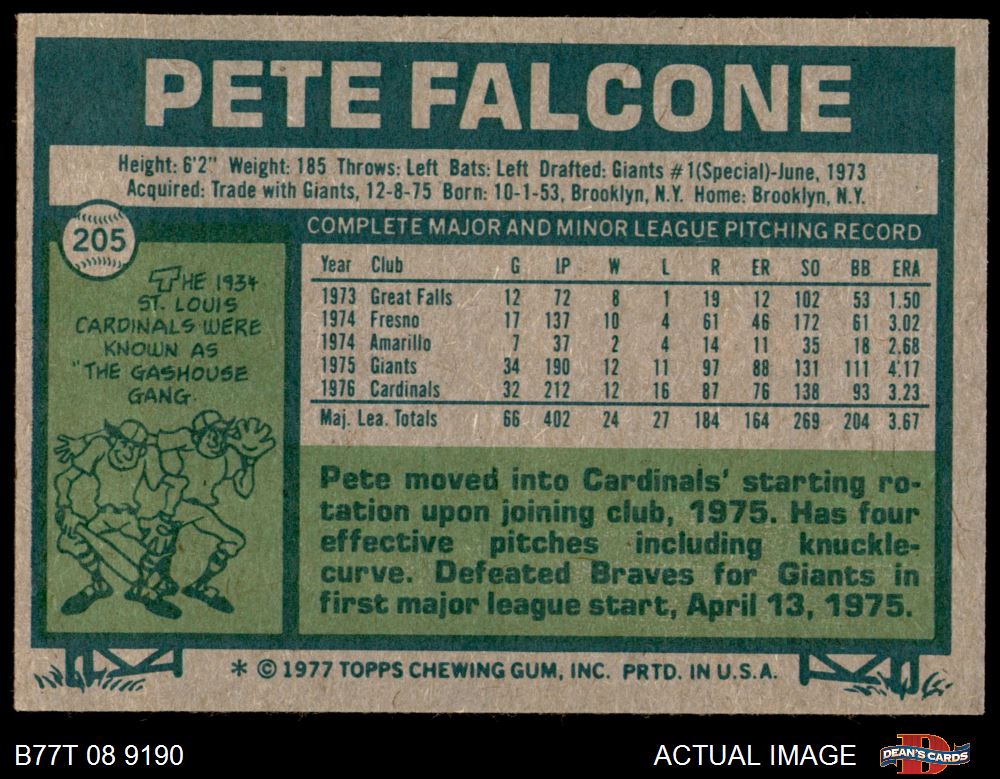 PETE FALCONE
Height: 6'2" Weight: 185 Throws: Left Bats: Left Drafted: Giants #1(Special)-June, 1973
Acquired: Trade with Giants, 12-8-75 Born: 10-1-53, Brooklyn, N.Y. Home: Brooklyn, N.Y.
205
THE 1934
ST. LOUIS
CARDINALS WERE
KNOWN AS
"THE GASHOUSE
GANG.
COMPLETE MAJOR AND MINOR LEAGUE PITCHING RECORD
Year Club G IP W L R ER SO BB ERA
1973 Great Falls 12 72 8 1 19 12 102 53 1.50
1974 Fresno 17 137 10 4 61 46 172 61 3.02
1974 Amarillo 7 37 2 4 14 11 35 18 2.68
1975 Giants 34 190 12 11 97 88 131 111 4.17
1976 Cardinals 32 212 12 16 87 76 138 93 3.23
Maj. Lea. Totals 66 402 24 27 184 164 269 204 3.67
Pete moved into Cardinals' starting ro-
tation upon joining club, 1975. Has four
effective pitches including knuckle-
curve. Defeated Braves for Giants in
first major league start, April 13, 1975.
* © 1977 TOPPS CHEWING GUM, INC. PRTD. IN U.S.A.
B77T 08 9190
ACTUAL IMAGE
D
DEAN'S CARDS